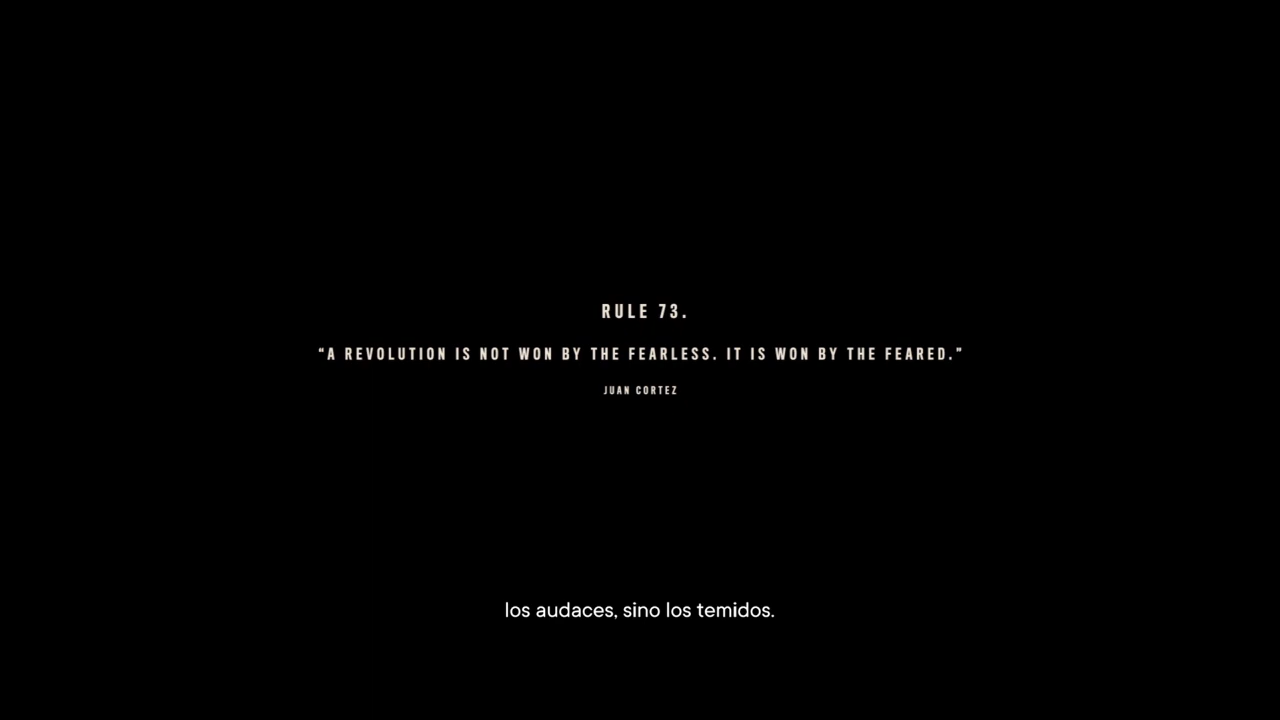 RULE 73.
“A REVOLUTION IS NOT WON BY THE FEARLESS. IT IS WON BY THE FEARED.”
JUAN CORTEZ
los audaces, sino los temidos.